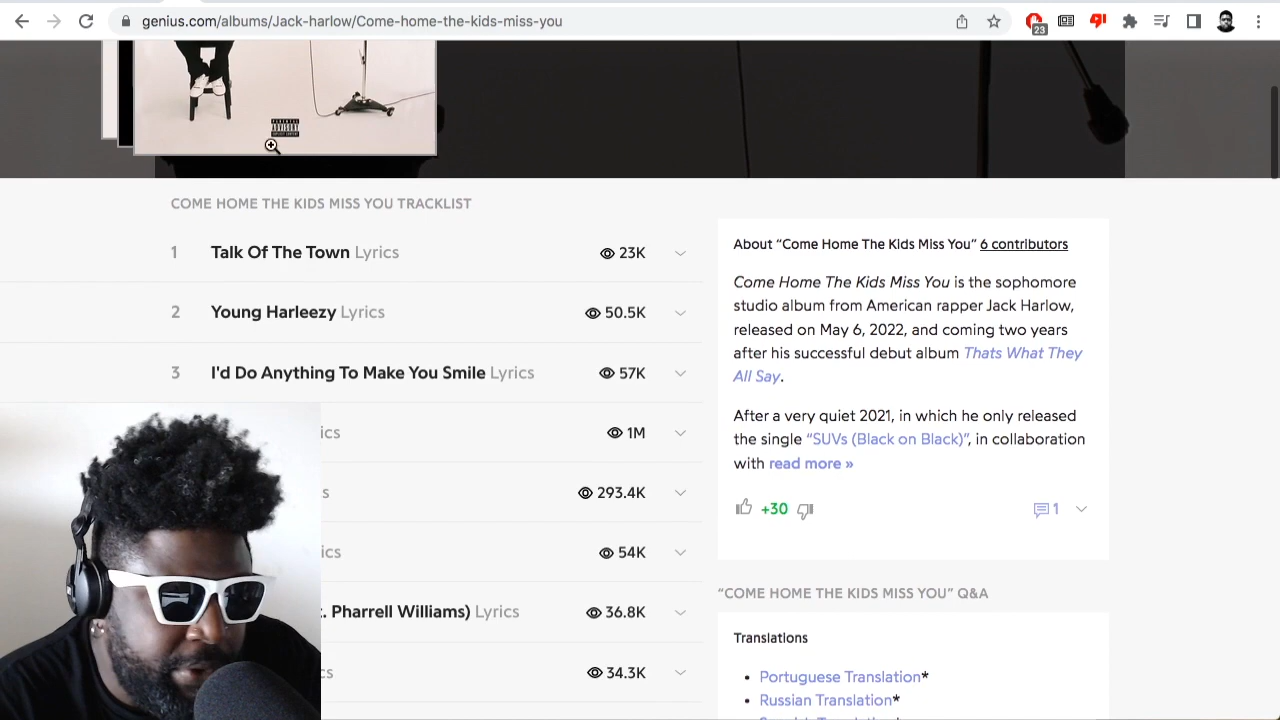 genius.com/albums/Jack-harlow/Come-home-the-kids-miss-you
23
COME HOME THE KIDS MISS YOU TRACKLIST
1 Talk Of The Town Lyrics 23K
2 Young Harleezy Lyrics 50.5K
3 I'd Do Anything To Make You Smile Lyrics 57K
ics 1M
s 293.4K
ics 54K
. Pharrell Williams) Lyrics 36.8K
cs 34.3K
About “Come Home The Kids Miss You” 6 contributors
Come Home The Kids Miss You is the sophomore
studio album from American rapper Jack Harlow,
released on May 6, 2022, and coming two years
after his successful debut album Thats What They
All Say.
After a very quiet 2021, in which he only released
the single “SUVs (Black on Black)”, in collaboration
with read more »
+30
1
“COME HOME THE KIDS MISS YOU” Q&A
Translations
• Portuguese Translation*
• Russian Translation*